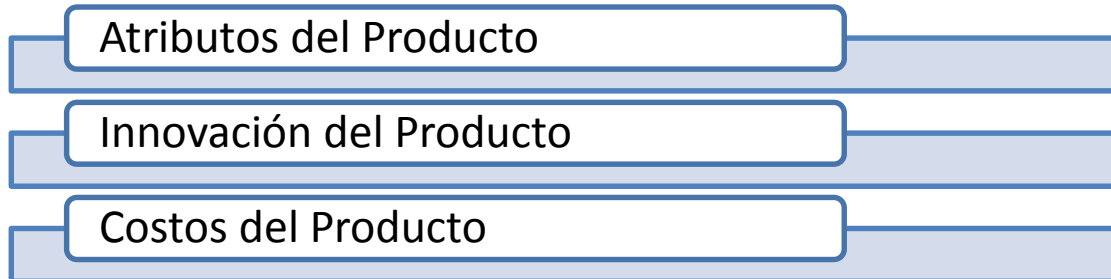 Atributos del Producto
Innovación del Producto
Costos del Producto